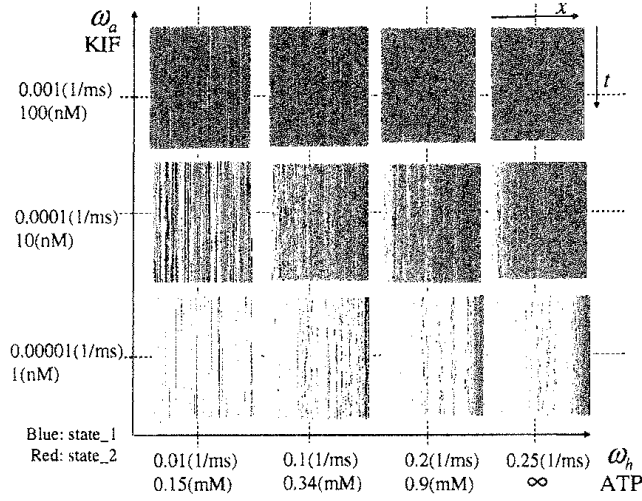 ω_a
KIF
x
t
0.001(1/ms)
100(nM)
0.0001(1/ms)
10(nM)
0.00001(1/ms)
1(nM)
Blue: state_1
Red: state_2
0.01(1/ms) 0.1(1/ms) 0.2(1/ms) 0.25(1/ms) ω_h
0.15(mM) 0.34(mM) 0.9(mM) ∞ ATP